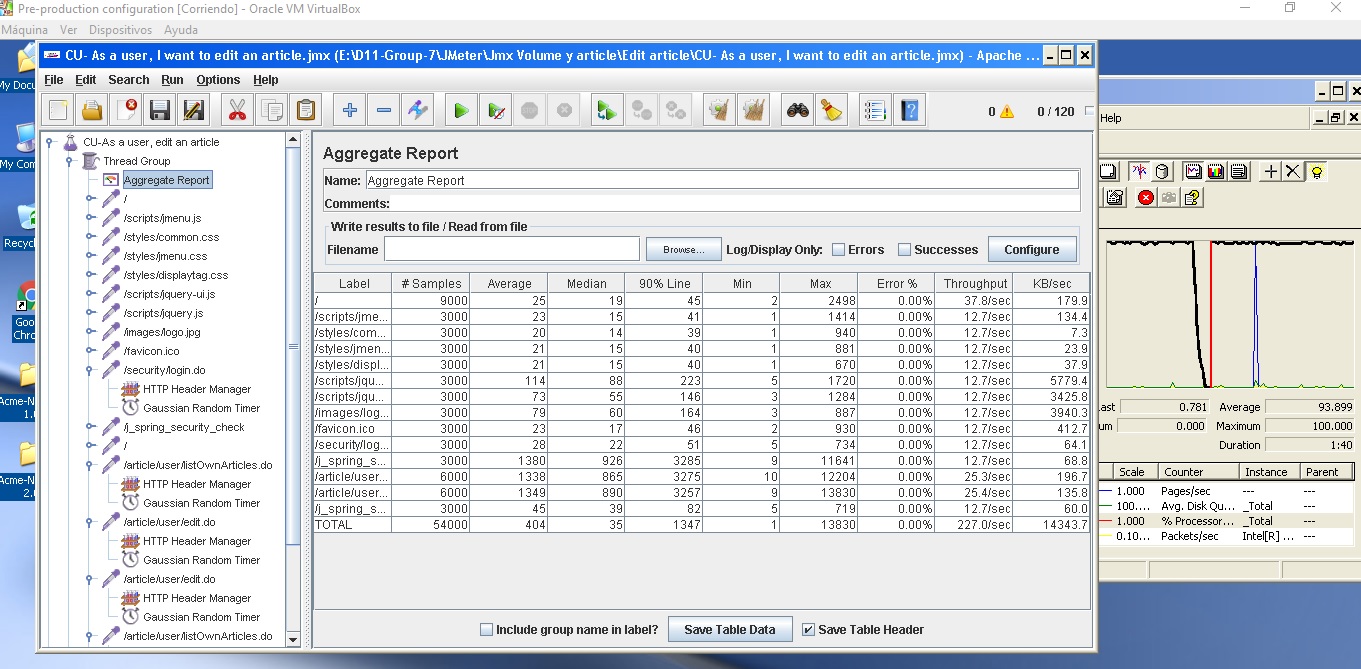 Pre-production configuration [Corriendo] - Oracle VM VirtualBox
Máquina Ver Dispositivos Ayuda
My Docu
My Com
Recycl
Goo
Chro
Acme-N
1.
Acme-N
2.
CU- As a user, I want to edit an article.jmx (E:\D11-Group-7\JMeter\Jmx Volume y article\Edit article\CU- As a user, I want to edit an article.jmx) - Apache ...
File Edit Search Run Options Help
0 0 / 120
CU-As a user, edit an article
Thread Group
Aggregate Report
/
/scripts/jmenu.js
/styles/common.css
/styles/jmenu.css
/styles/displaytag.css
/scripts/jquery-ui.js
/scripts/jquery.js
/images/logo.jpg
/favicon.ico
/security/login.do
HTTP Header Manager
Gaussian Random Timer
/j_spring_security_check
/
/article/user/listOwnArticles.do
HTTP Header Manager
Gaussian Random Timer
/article/user/edit.do
HTTP Header Manager
Gaussian Random Timer
/article/user/edit.do
HTTP Header Manager
Gaussian Random Timer
/article/user/listOwnArticles.do
Aggregate Report
Name: Aggregate Report
Comments:
Write results to file / Read from file
Filename Browse... Log/Display Only: Errors Successes Configure
Label # Samples Average Median 90% Line Min Max Error % Throughput KB/sec
/ 9000 25 19 45 2 2498 0.00% 37.8/sec 179.9
/scripts/jme... 3000 23 15 41 1 1414 0.00% 12.7/sec 134.4
/styles/com... 3000 20 14 39 1 940 0.00% 12.7/sec 7.3
/styles/jmen... 3000 21 15 40 1 881 0.00% 12.7/sec 23.9
/styles/displ... 3000 21 15 40 1 670 0.00% 12.7/sec 37.9
/scripts/jqu... 3000 114 88 223 5 1720 0.00% 12.7/sec 5779.4
/scripts/jqu... 3000 73 55 146 3 1284 0.00% 12.7/sec 3425.8
/images/log... 3000 79 60 164 3 887 0.00% 12.7/sec 3940.3
/favicon.ico 3000 23 17 46 2 930 0.00% 12.7/sec 412.7
/security/log... 3000 28 22 51 5 734 0.00% 12.7/sec 64.1
/j_spring_s... 3000 1380 926 3285 9 11641 0.00% 12.7/sec 68.8
/article/user... 6000 1338 865 3275 10 12204 0.00% 25.3/sec 196.7
/article/user... 6000 1349 890 3257 9 13830 0.00% 25.4/sec 135.8
/j_spring_s... 3000 45 39 82 5 719 0.00% 12.7/sec 60.0
TOTAL 54000 404 35 1347 1 13830 0.00% 227.0/sec 14343.7
Include group name in label? Save Table Data Save Table Header
Help
ast 0.781 Average 93.899
um 0.000 Maximum 100.000
Duration 1:40
Scale Counter Instance Parent
1.000 Pages/sec --- ---
100.... Avg. Disk Qu... _Total ---
1.000 % Processor... _Total ---
0.10... Packets/sec Intel[R] ... ---